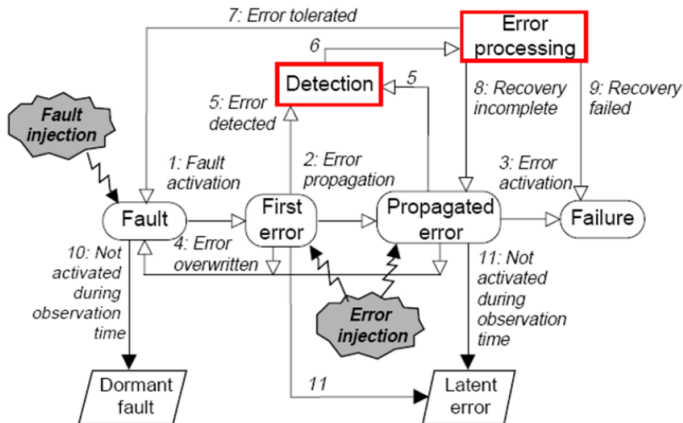 7: Error tolerated
Error
processing
6
Detection
5
8: Recovery
incomplete
9: Recovery
failed
Fault
injection
5: Error
detected
1: Fault
activation
2: Error
propagation
3: Error
activation
Fault
First
error
Propagated
error
Failure
4: Error
overwritten
10: Not
activated
during
observation
time
11: Not
activated
during
observation
time
Error
injection
11
Dormant
fault
Latent
error